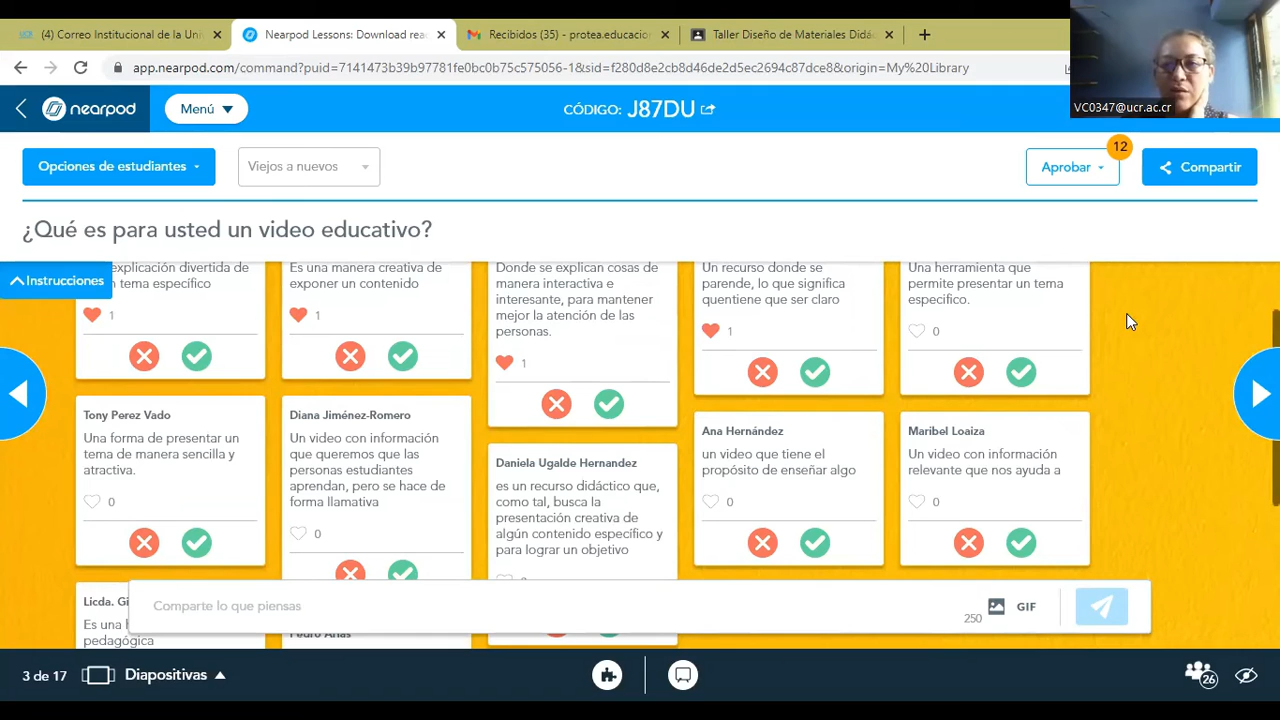 (4) Correo Institucional de la Uni
Nearpod Lessons: Download rea
Recibidos (35) - protea.educacion
Taller Diseño de Materiales Didá
app.nearpod.com/command?puid=7141473b39b97781fe0bc0b75c575056-1&sid=f280d8e2cb8d46de2d5ec2694c87dce8&origin=My%20Library
VC0347@ucr.ac.cr
nearpod
Menú
CÓDIGO: J87DU
Opciones de estudiantes
Viejos a nuevos
Aprobar
12
Compartir
¿Qué es para usted un video educativo?
Instrucciones
explicación divertida de
n tema específico
1
Es una manera creativa de
exponer un contenido
1
Donde se explican cosas de
manera interactiva e
interesante, para mantener
mejor la atención de las
personas.
1
Un recurso donde se
parende, lo que significa
quentiene que ser claro
1
Una herramienta que
permite presentar un tema
especifico.
0
Tony Perez Vado
Una forma de presentar un
tema de manera sencilla y
atractiva.
0
Diana Jiménez-Romero
Un video con información
que queremos que las
personas estudiantes
aprendan, pero se hace de
forma llamativa
0
Daniela Ugalde Hernandez
es un recurso didáctico que,
como tal, busca la
presentación creativa de
algún contenido específico y
para lograr un objetivo
Ana Hernández
un video que tiene el
propósito de enseñar algo
0
Maribel Loaiza
Un video con información
relevante que nos ayuda a
0
Licda. Gi
Es una h
pedagógica
Pedro Arias
Comparte lo que piensas
250
GIF
3 de 17
Diapositivas
26